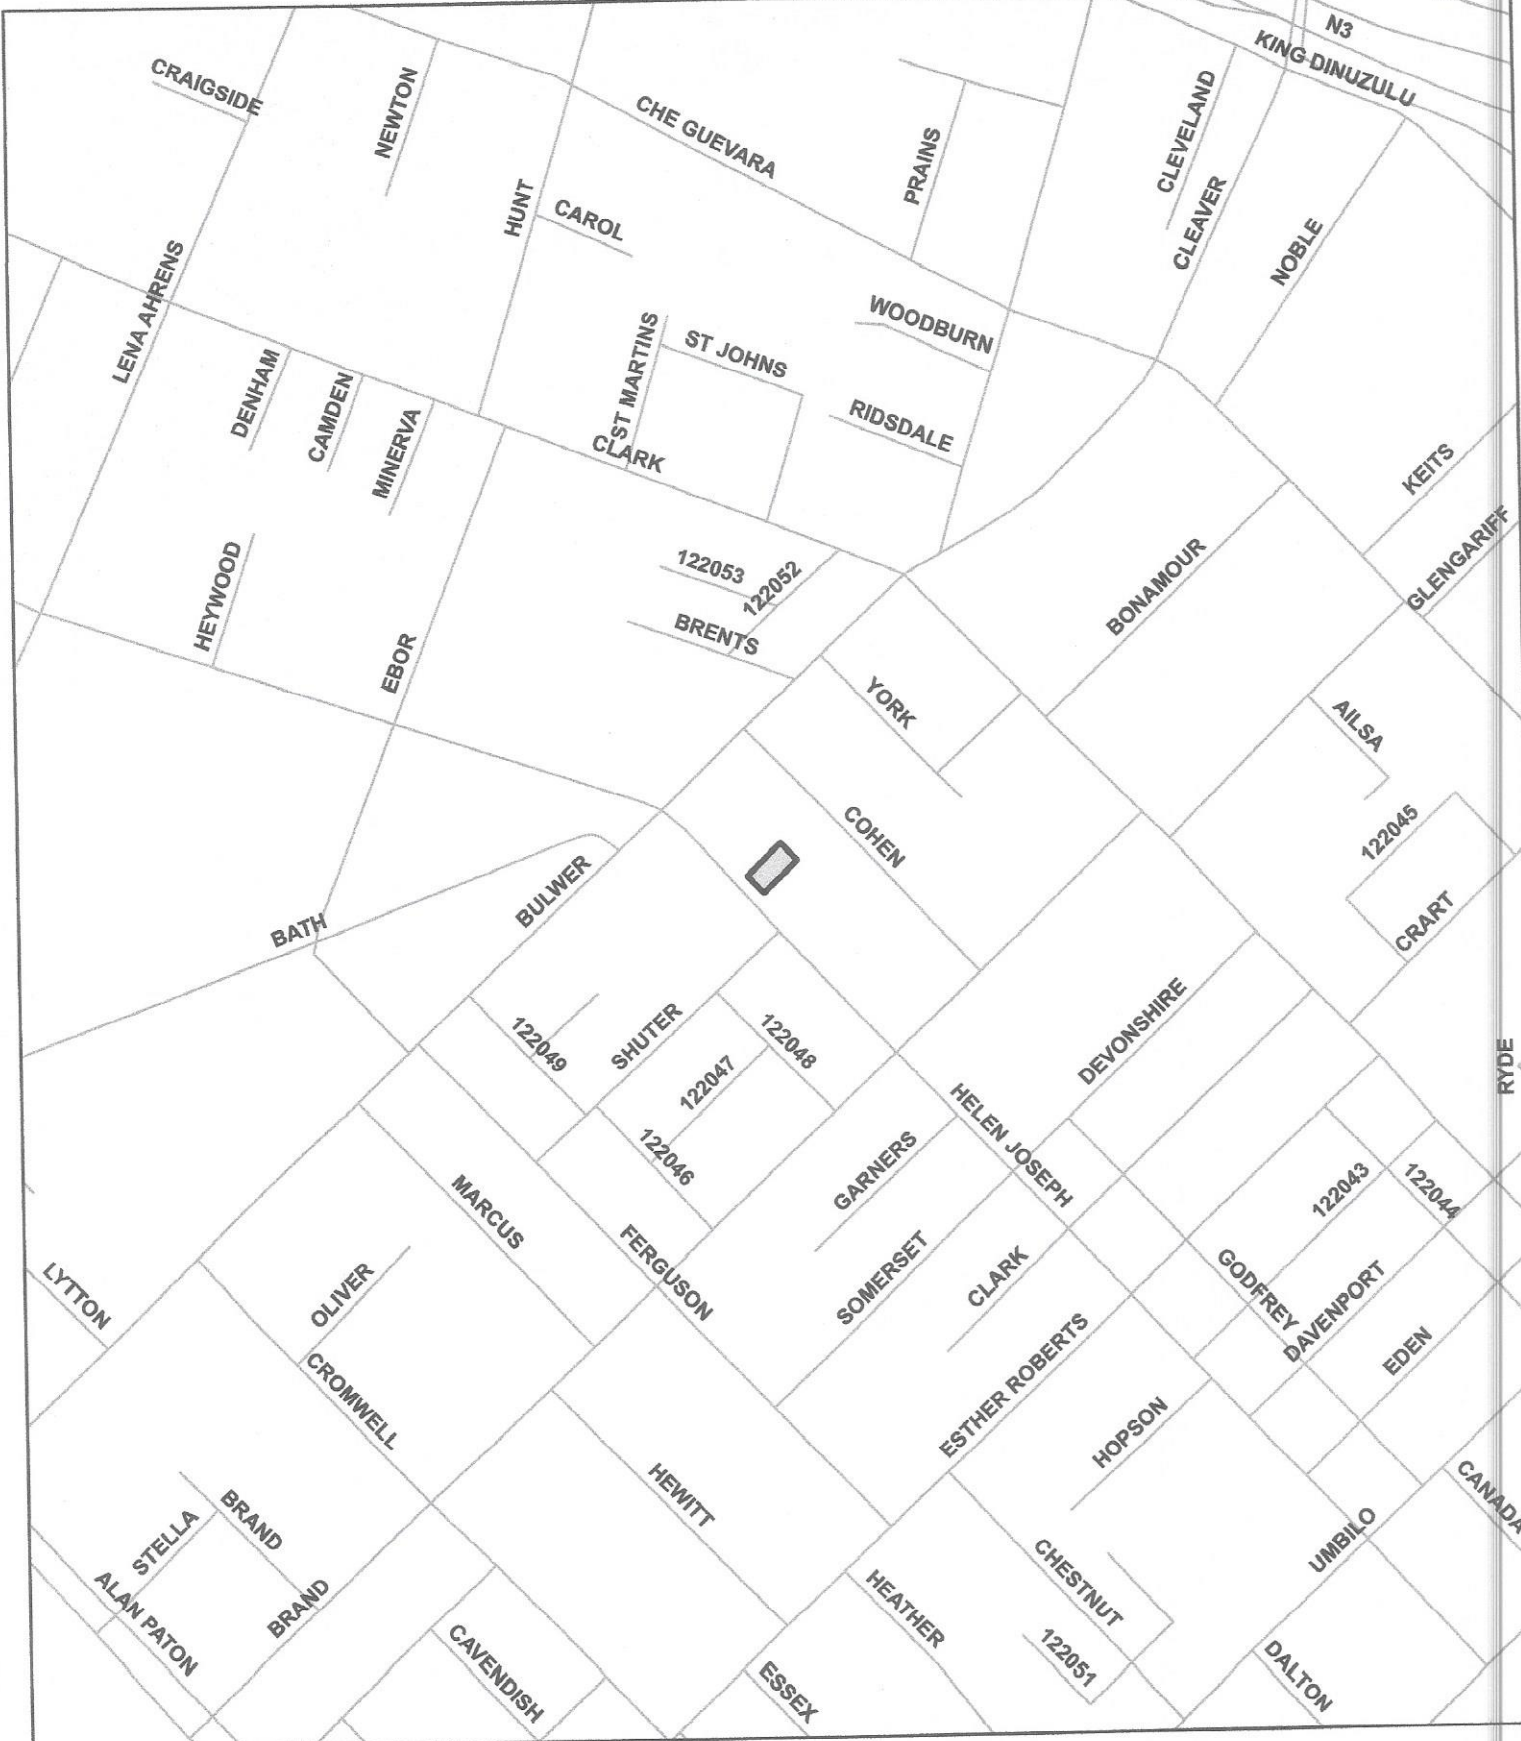 N3
KING DINUZULU
CRAIGSIDE
NEWTON
CHE GUEVARA
PRAINS
CLEVELAND
CLEAVER
NOBLE
HUNT
CAROL
LENA AHRENS
WOODBURN
ST MARTINS
ST JOHNS
DENHAM
CAMDEN
MINERVA
CLARK
RIDSDALE
KEITS
GLENGARIFF
HEYWOOD
EBOR
122053
122052
BRENTS
BONAMOUR
YORK
AILSA
COHEN
122045
CRART
BULWER
BATH
122049
SHUTER
122048
122047
122046
DEVONSHIRE
RYDE
HELEN JOSEPH
GARNERS
MARCUS
FERGUSON
SOMERSET
CLARK
122043
122044
GODFREY
DAVENPORT
EDEN
LYTTON
OLIVER
CROMWELL
ESTHER ROBERTS
HOPSON
HEWITT
CANADA
UMBILO
STELLA
BRAND
BRAND
ALAN PATON
CHESTNUT
HEATHER
122051
CAVENDISH
ESSEX
DALTON